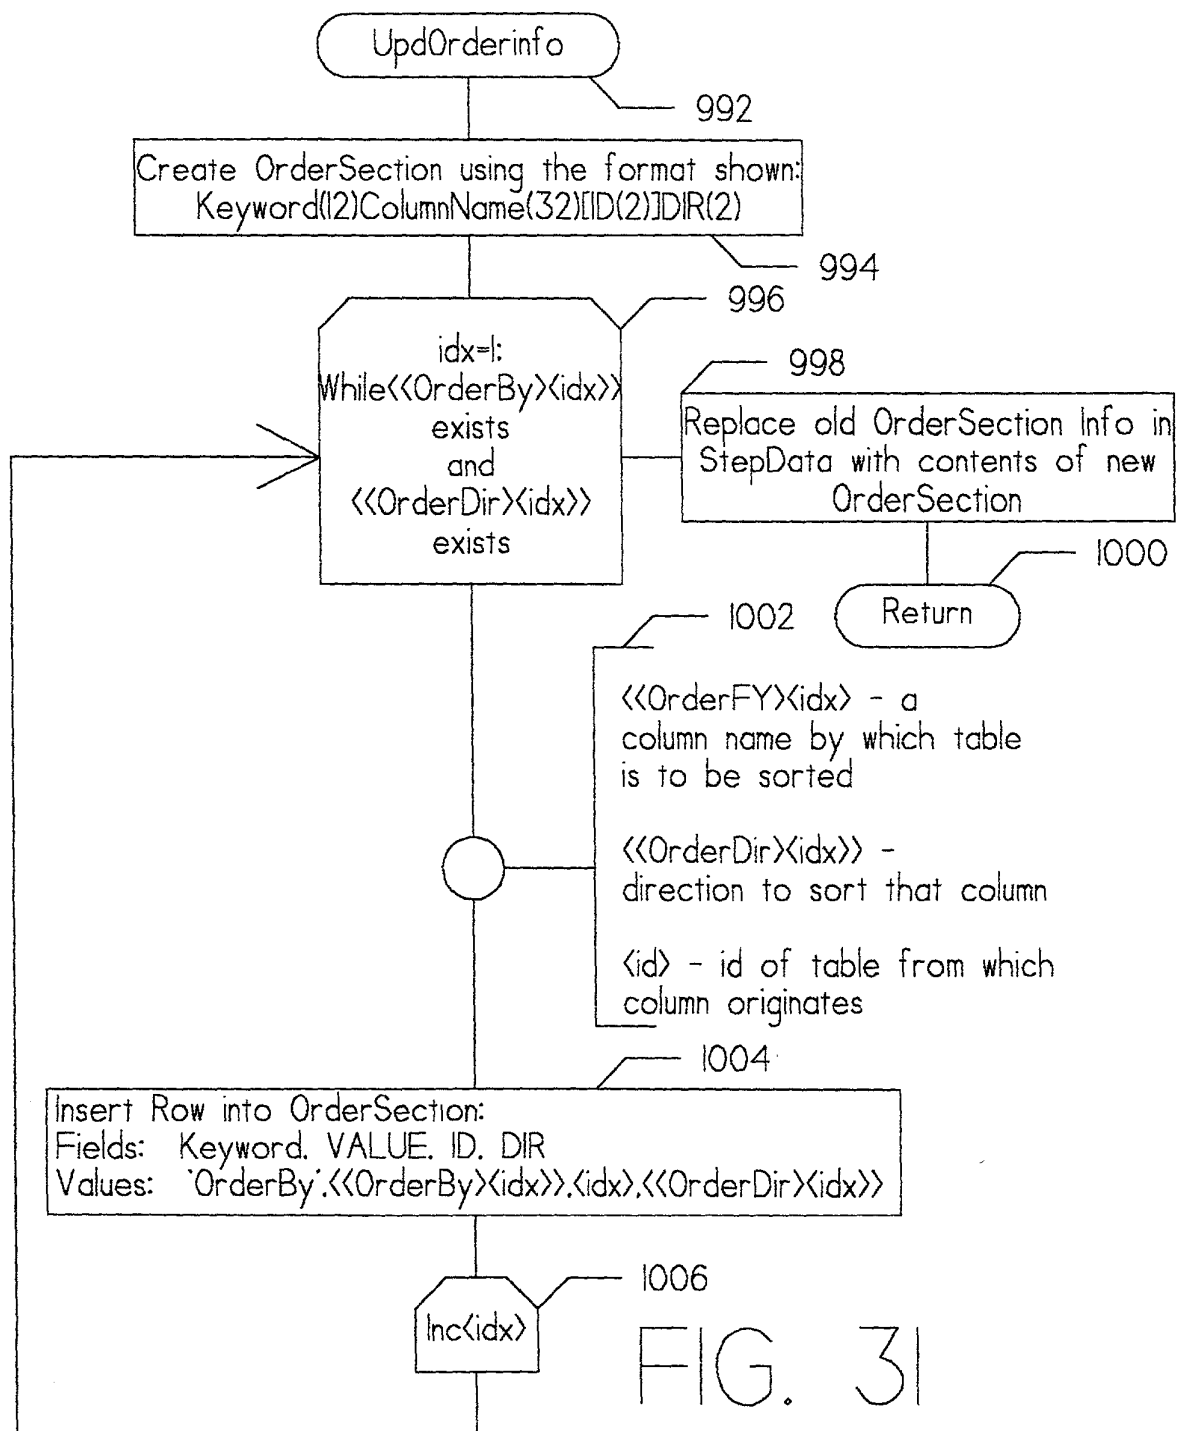 UpdOrderinfo
992
Create OrderSection using the format shown:
Keyword(12)ColumnName(32)[ID(2)]DIR(2)
994
996
idx=1:
While<<OrderBy><idx>>
exists
and
<<OrderDir><idx>>
exists
998
Replace old OrderSection Info in
StepData with contents of new
OrderSection
1000
Return
1002
<<OrderFY><idx> - a
column name by which table
is to be sorted
<<OrderDir><idx>> -
direction to sort that column
<id> - id of table from which
column originates
1004
Insert Row into OrderSection:
Fields: Keyword, VALUE, ID, DIR
Values: 'OrderBy',<<OrderBy><idx>>,<idx>,<<OrderDir><idx>>
1006
Inc<idx>
FIG. 31